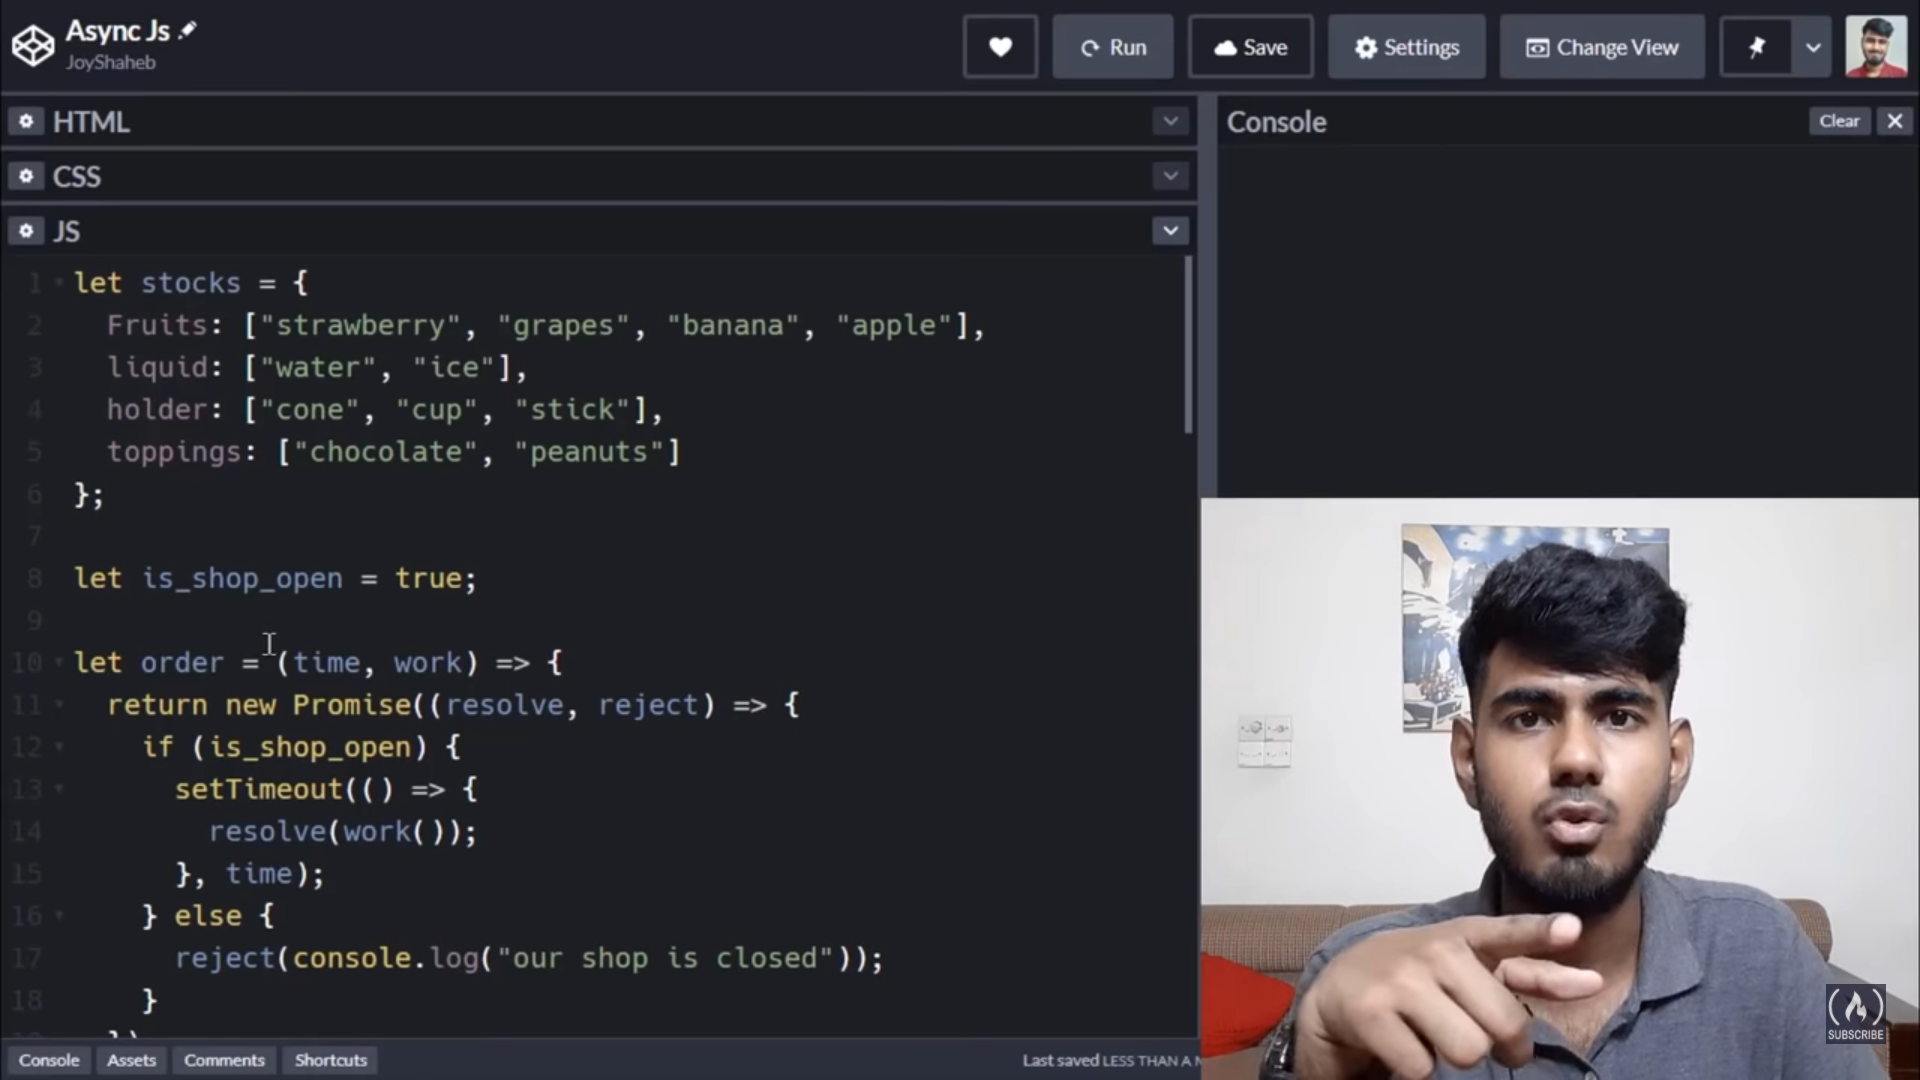 Async Js
JoyShaheb
Run
Save
Settings
Change View
HTML
CSS
JS
Console
Clear
1 let stocks = {
2 Fruits: ["strawberry", "grapes", "banana", "apple"],
3 liquid: ["water", "ice"],
4 holder: ["cone", "cup", "stick"],
5 toppings: ["chocolate", "peanuts"]
6 };
7
8 let is_shop_open = true;
9
10 let order = (time, work) => {
11 return new Promise((resolve, reject) => {
12 if (is_shop_open) {
13 setTimeout(() => {
14 resolve(work());
15 }, time);
16 } else {
17 reject(console.log("our shop is closed"));
18 }
Console
Assets
Comments
Shortcuts
Last saved LESS THAN A
SUBSCRIBE